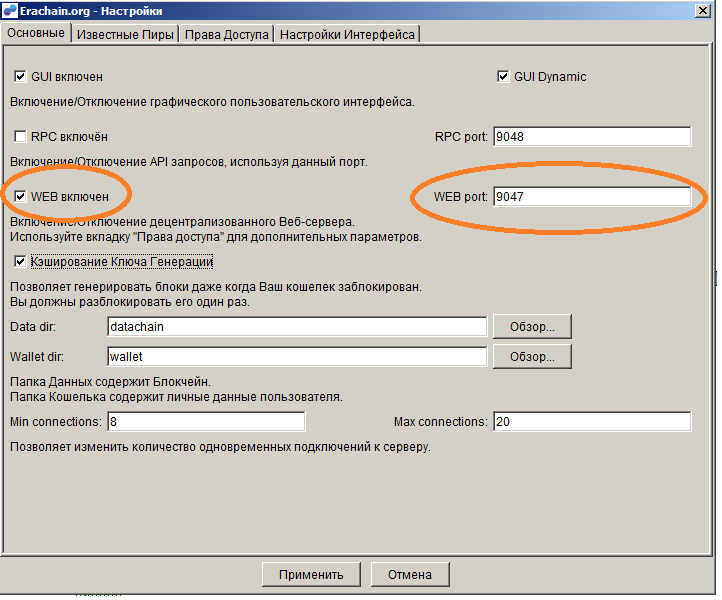 Erachain.org - Настройки
Основные Известные Пиры Права Доступа Настройки Интерфейса
GUI включен GUI Dynamic
Включение/Отключение графического пользовательского интерфейса.
RPC включён RPC port: 9048
Включение/Отключение API запросов, используя данный порт.
WEB включен WEB port: 9047
Включение/Отключение децентрализованного Веб-сервера.
Используйте вкладку "Права доступа" для дополнительных параметров.
Кэширование Ключа Генерации
Позволяет генерировать блоки даже когда Ваш кошелек заблокирован.
Вы должны разблокировать его один раз.
Data dir: datachain Обзор...
Wallet dir: wallet Обзор...
Папка Данных содержит Блокчейн.
Папка Кошелька содержит личные данные пользователя.
Min connections: 8 Max connections: 20
Позволяет изменить количество одновременных подключений к серверу.
Применить Отмена